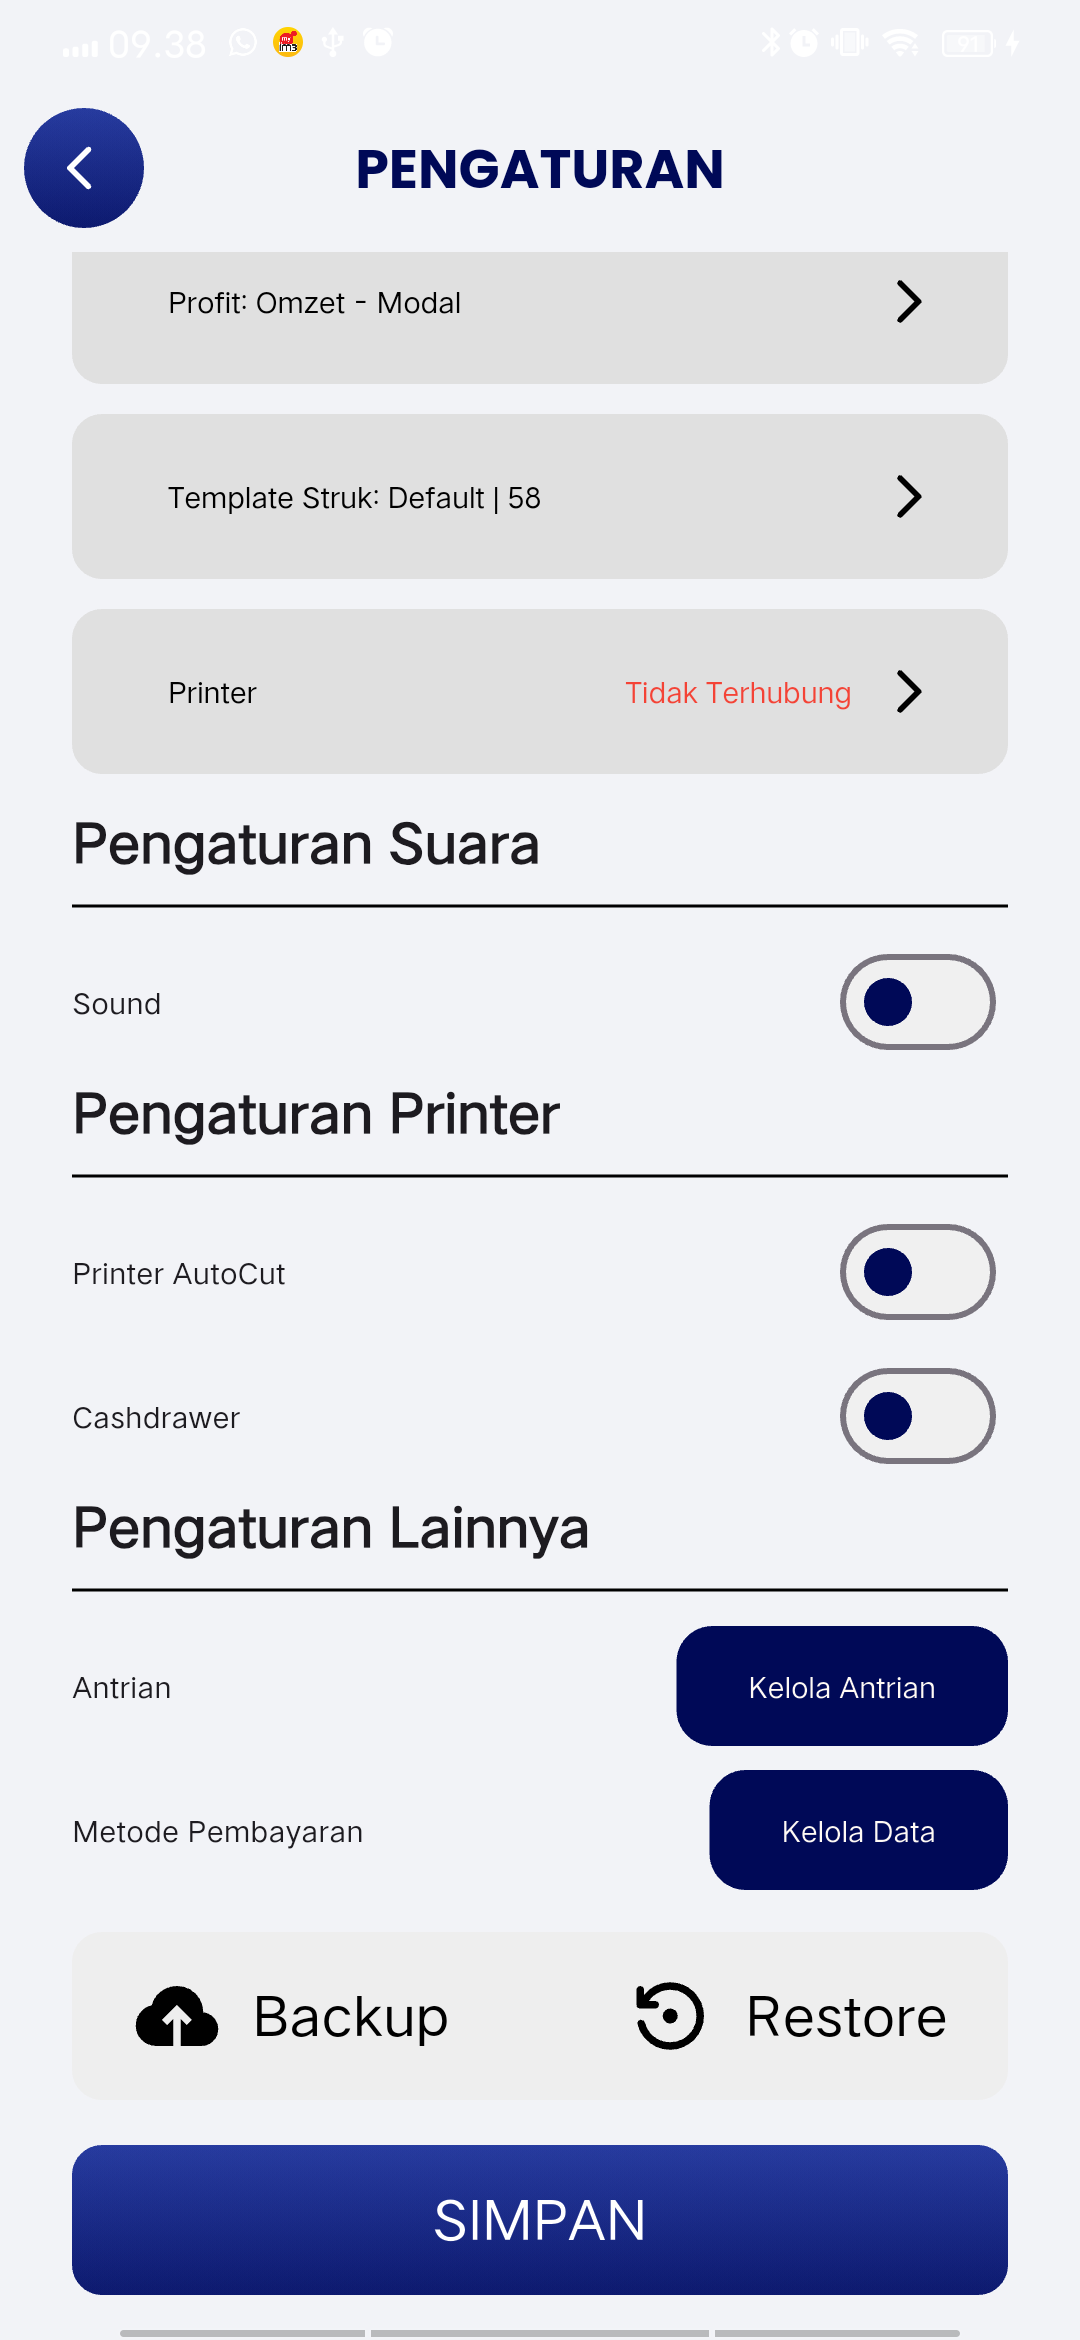 09.38
91
PENGATURAN
Profit: Omzet - Modal
Template Struk: Default | 58
Printer Tidak Terhubung
Pengaturan Suara
Sound
Pengaturan Printer
Printer AutoCut
Cashdrawer
Pengaturan Lainnya
Antrian Kelola Antrian
Metode Pembayaran Kelola Data
Backup Restore
SIMPAN